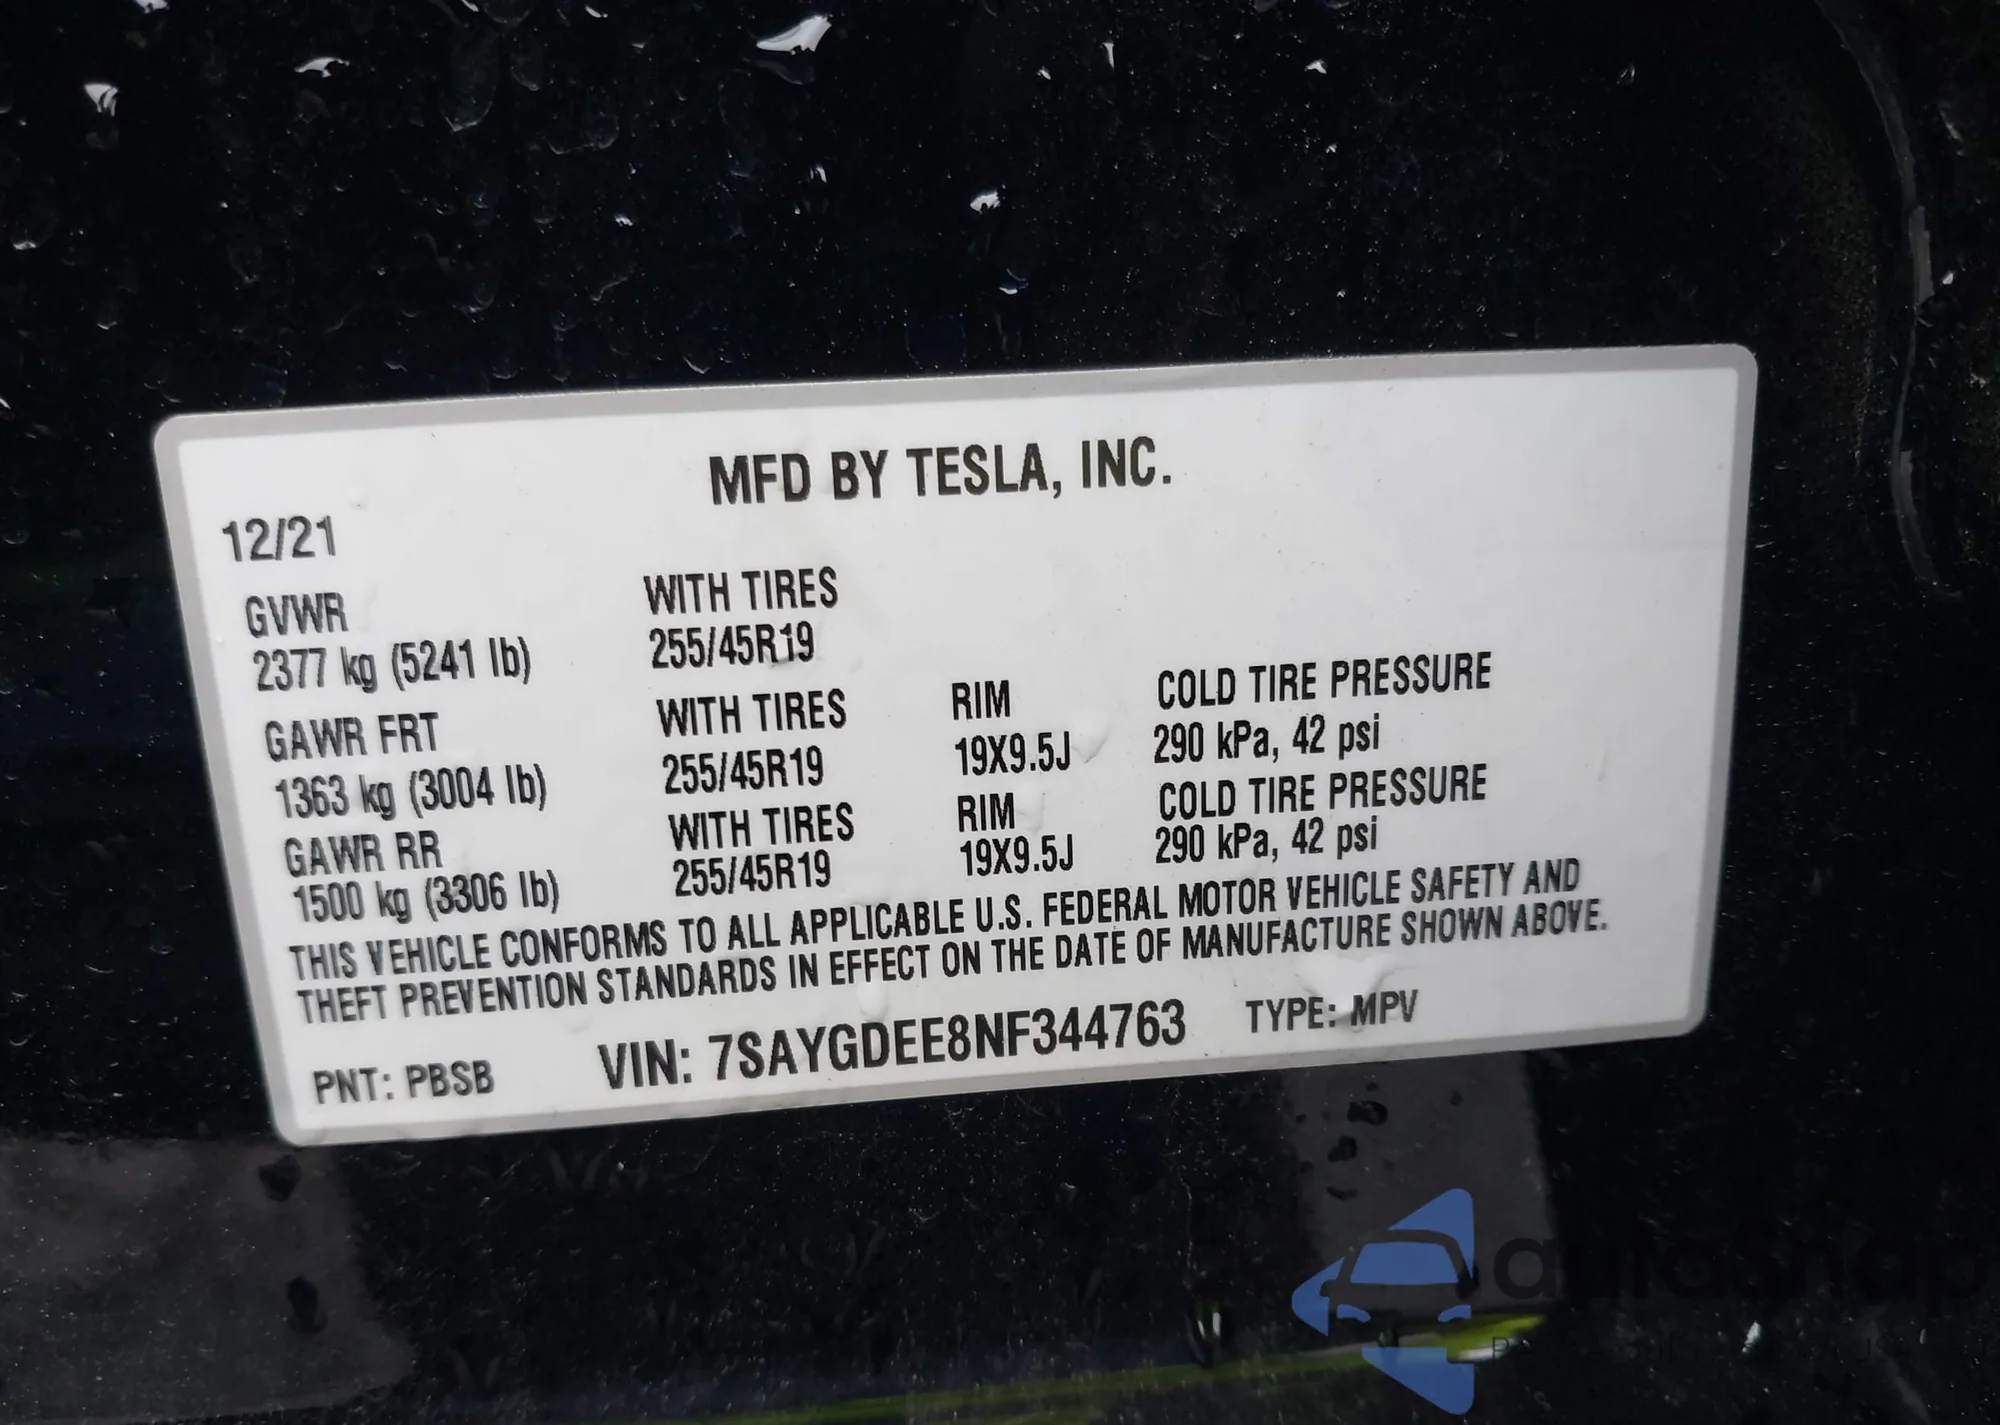 MFD BY TESLA, INC.
12/21
GVWR WITH TIRES
2377 kg (5241 lb) 255/45R19
GAWR FRT WITH TIRES RIM COLD TIRE PRESSURE
1363 kg (3004 lb) 255/45R19 19X9.5J 290 kPa, 42 psi
GAWR RR WITH TIRES RIM COLD TIRE PRESSURE
1500 kg (3306 lb) 255/45R19 19X9.5J 290 kPa, 42 psi
THIS VEHICLE CONFORMS TO ALL APPLICABLE U.S. FEDERAL MOTOR VEHICLE SAFETY AND
THEFT PREVENTION STANDARDS IN EFFECT ON THE DATE OF MANUFACTURE SHOWN ABOVE.
PNT: PBSB VIN: 7SAYGDEE8NF344763 TYPE: MPV
autosnap